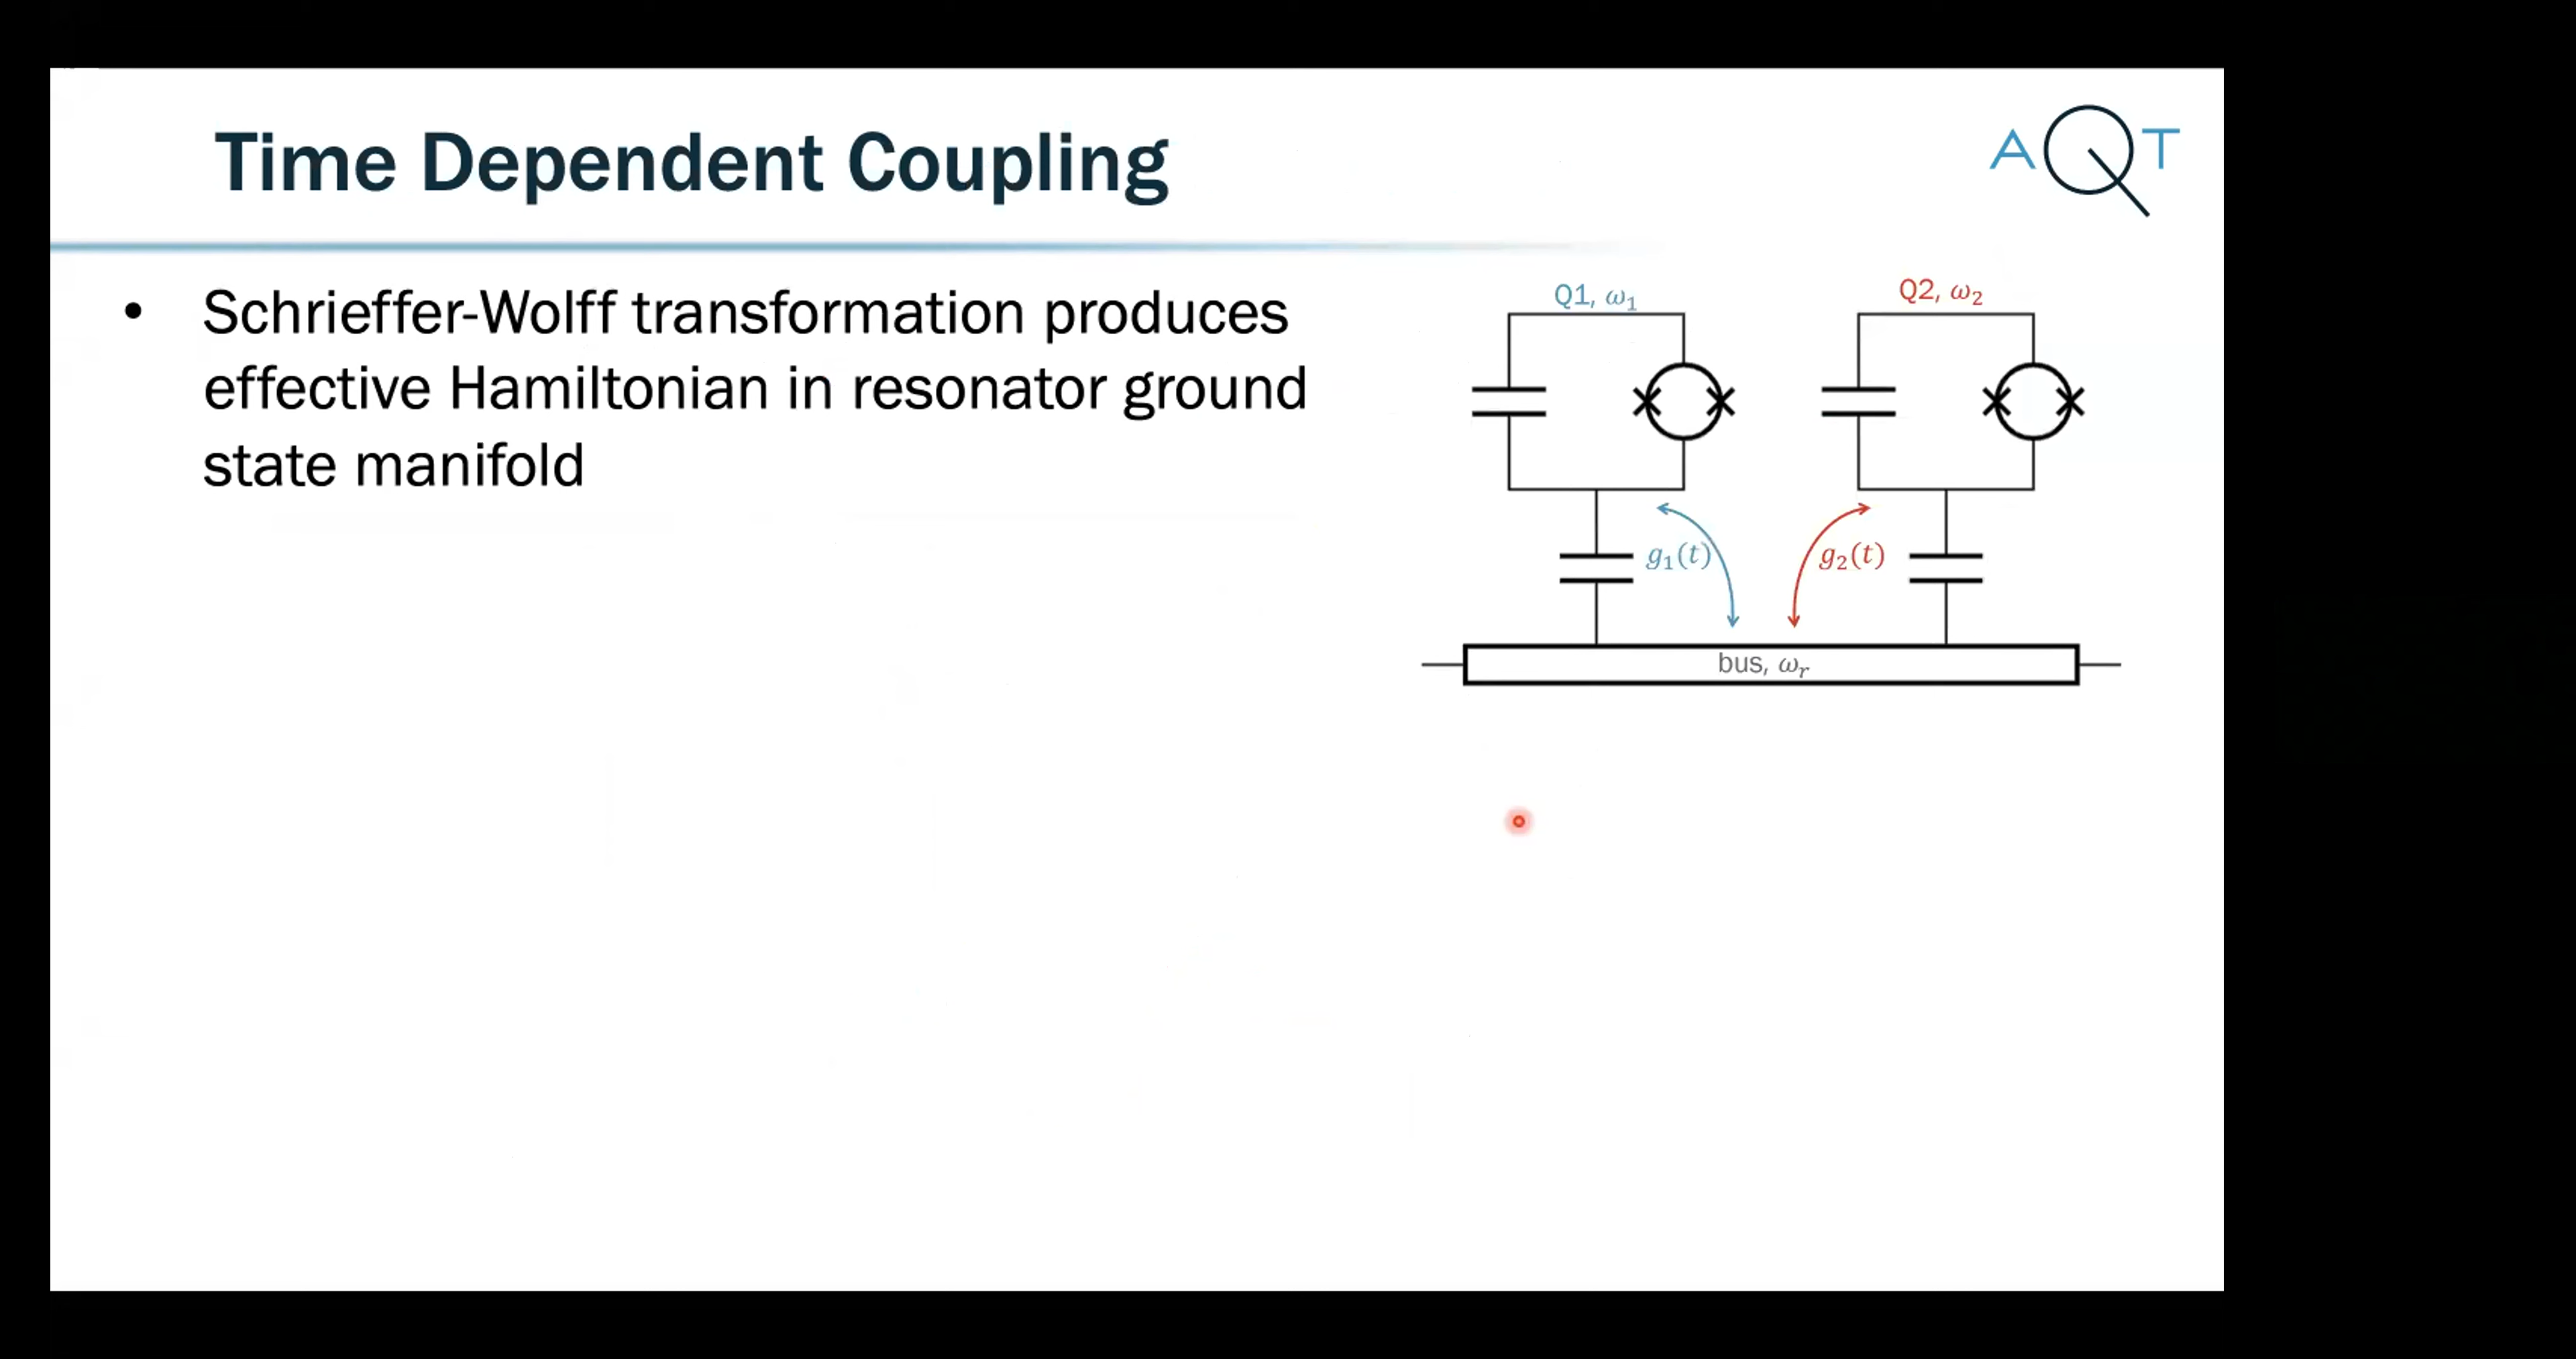 Time Dependent Coupling
AQT
• Schrieffer-Wolff transformation produces
effective Hamiltonian in resonator ground
state manifold
Q1, ω₁
Q2, ω₂
g₁(t)
g₂(t)
bus, ωᵣ